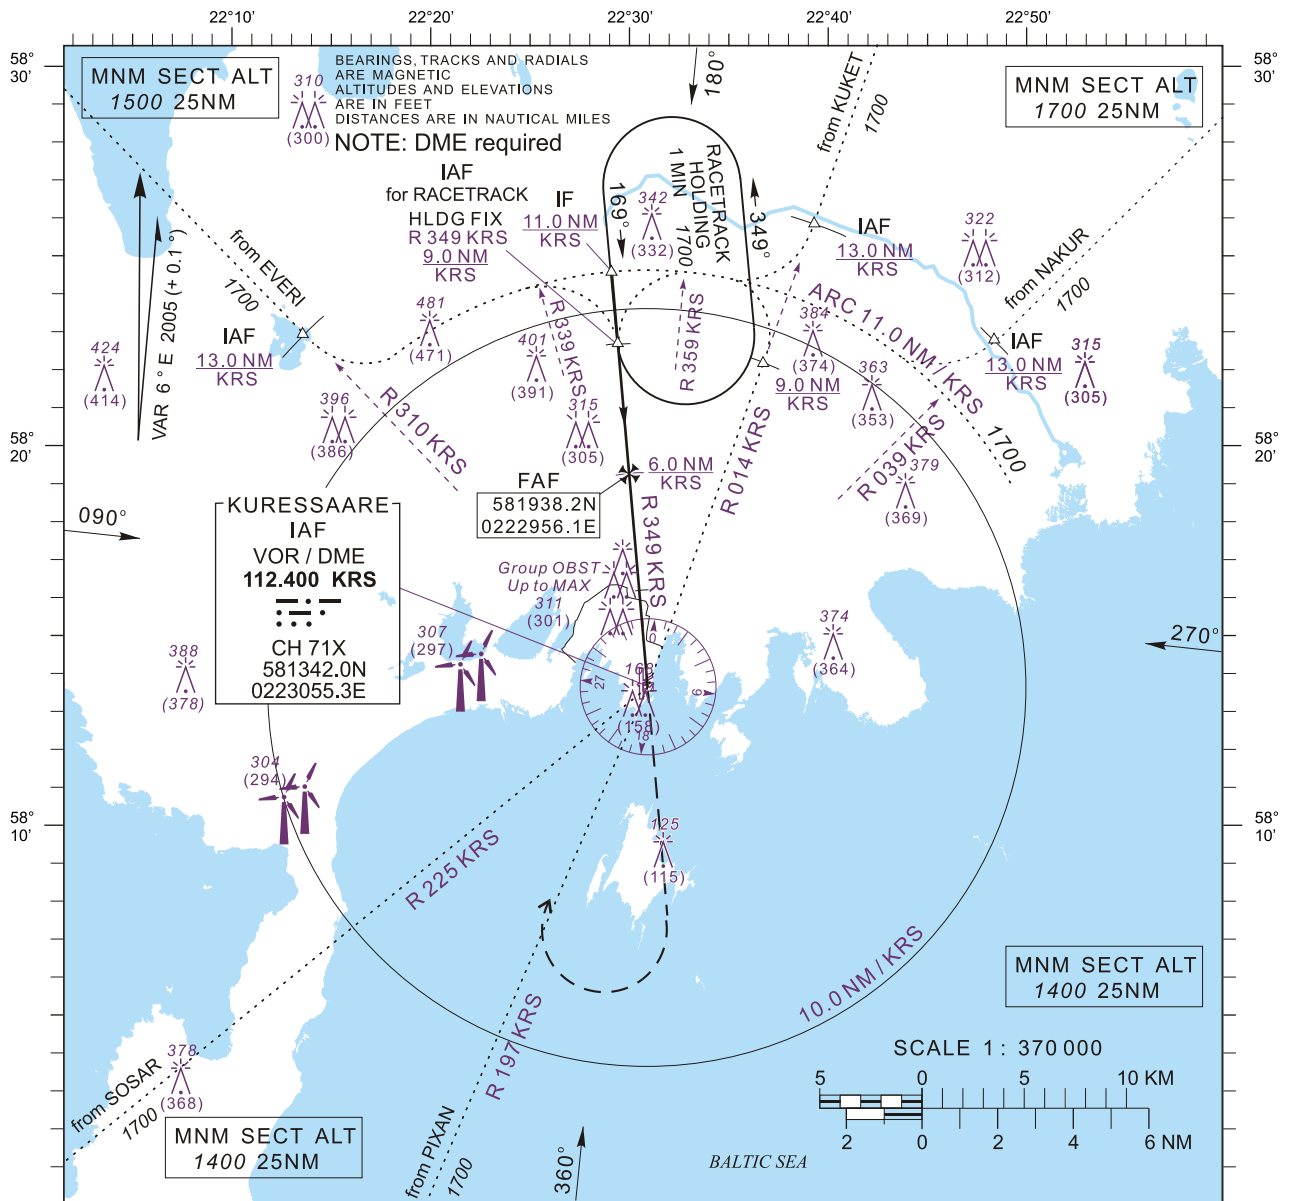 22°10'
22°20'
22°30'
22°40'
22°50'
58°
30'
58°
30'
MNM SECT ALT
1500 25NM
310
(300)
BEARINGS, TRACKS AND RADIALS
ARE MAGNETIC
ALTITUDES AND ELEVATIONS
ARE IN FEET
DISTANCES ARE IN NAUTICAL MILES
NOTE: DME required
180°
from KUKET
1700
MNM SECT ALT
1700 25NM
IAF
for RACETRACK
HLDG FIX
R 349 KRS
9.0 NM
KRS
IF
11.0 NM
KRS
169°
342
(332)
RACETRACK
HOLDING
1 MIN
1700
349°
IAF
13.0 NM
KRS
322
(312)
from NAKUR
1700
from EVERI
1700
VAR 6° E 2005 (+ 0.1°)
IAF
13.0 NM
KRS
481
(471)
401
(391)
R 339 KRS
R 359 KRS
ARC 11.0 NM / KRS
1700
384
(374)
363
(353)
9.0 NM
KRS
IAF
13.0 NM
KRS
315
(305)
424
(414)
396
(386)
R 310 KRS
315
(305)
R 014 KRS
R 039 KRS
379
(369)
58°
20'
58°
20'
FAF
581938.2N
0222956.1E
6.0 NM
KRS
R 349 KRS
090°
KURESSAARE
IAF
VOR / DME
112.400 KRS
CH 71X
581342.0N
0223055.3E
Group OBST
Up to MAX
311
(301)
307
(297)
374
(364)
270°
388
(378)
168
(158)
0
9
18
27
304
(294)
58°
10'
58°
10'
125
(115)
R 225 KRS
R 197 KRS
10.0 NM / KRS
MNM SECT ALT
1400 25NM
from SOSAR
1700
378
(368)
MNM SECT ALT
1400 25NM
from PIXAN
1700
360°
BALTIC SEA
SCALE 1 : 370 000
5 0 5 10 KM
2 0 2 4 6 NM